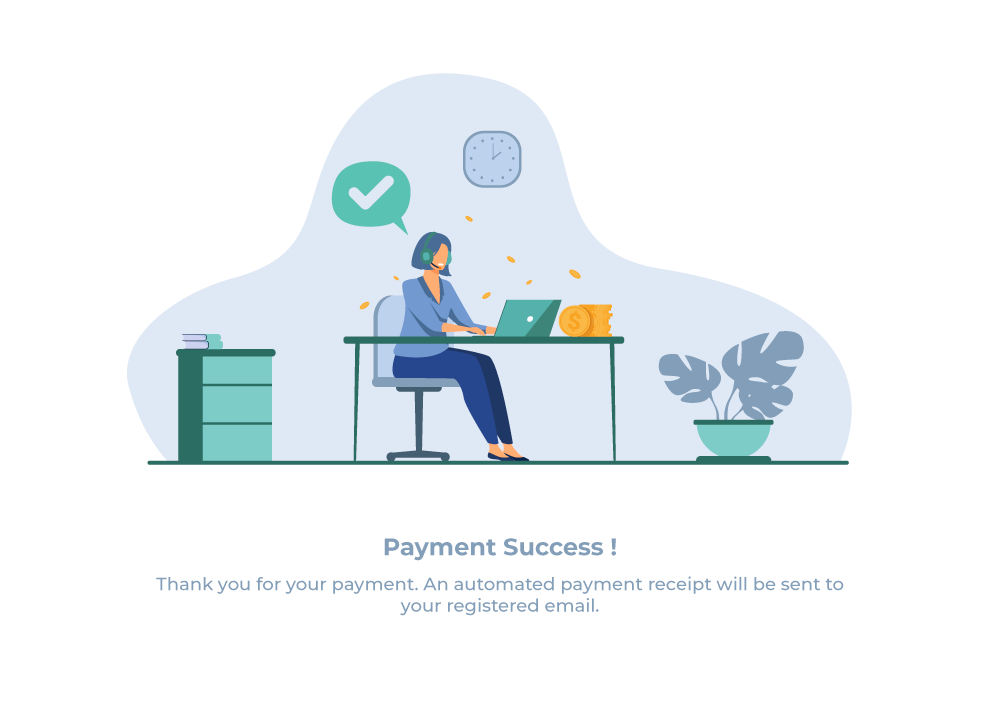 $
Payment Success !
Thank you for your payment. An automated payment receipt will be sent to
your registered email.